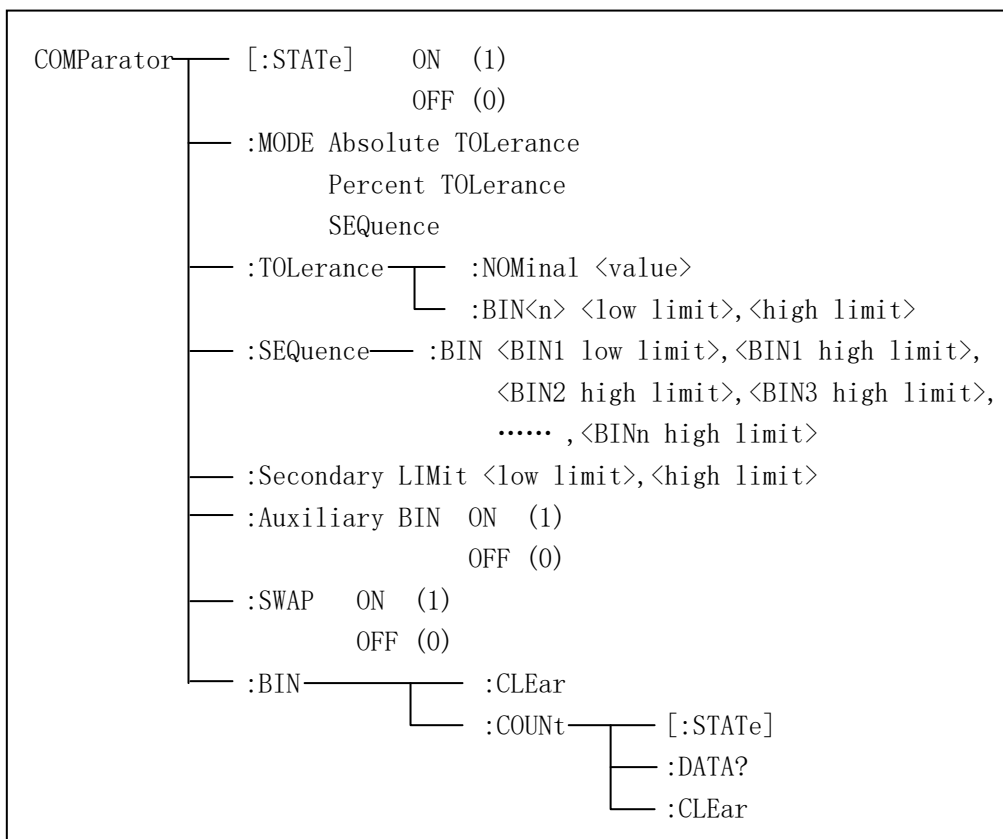 COMParator [:STATe] ON (1)
OFF (0)
:MODE Absolute TOLerance
Percent TOLerance
SEQuence
:TOLerance :NOMinal <value>
:BIN<n> <low limit>,<high limit>
:SEQuence :BIN <BIN1 low limit>,<BIN1 high limit>,
<BIN2 high limit>,<BIN3 high limit>,
…… ,<BINn high limit>
:Secondary LIMit <low limit>,<high limit>
:Auxiliary BIN ON (1)
OFF (0)
:SWAP ON (1)
OFF (0)
:BIN :CLEar
:COUNt [:STATe]
:DATA?
:CLEar